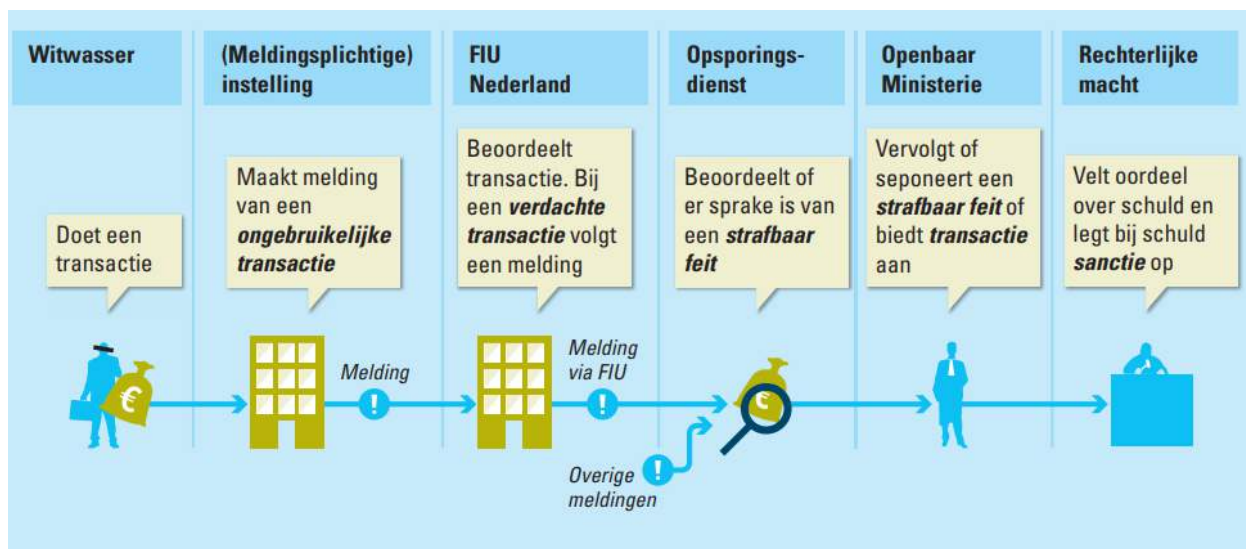 Witwasser
(Meldingsplichtige)
instelling
FIU
Nederland
Opsporings-
dienst
Openbaar
Ministerie
Rechterlijke
macht
Doet een
transactie
Maakt melding
van een
ongebruikelijke
transactie
Beoordeelt
transactie. Bij
een verdachte
transactie volgt
een melding
Beoordeelt of
er sprake is van
een strafbaar
feit
Vervolgt of
seponeert een
strafbaar feit of
biedt transactie
aan
Velt oordeel
over schuld en
legt bij schuld
sanctie op
€
Melding
!
Melding
via FIU
!
€
Overige
meldingen
!